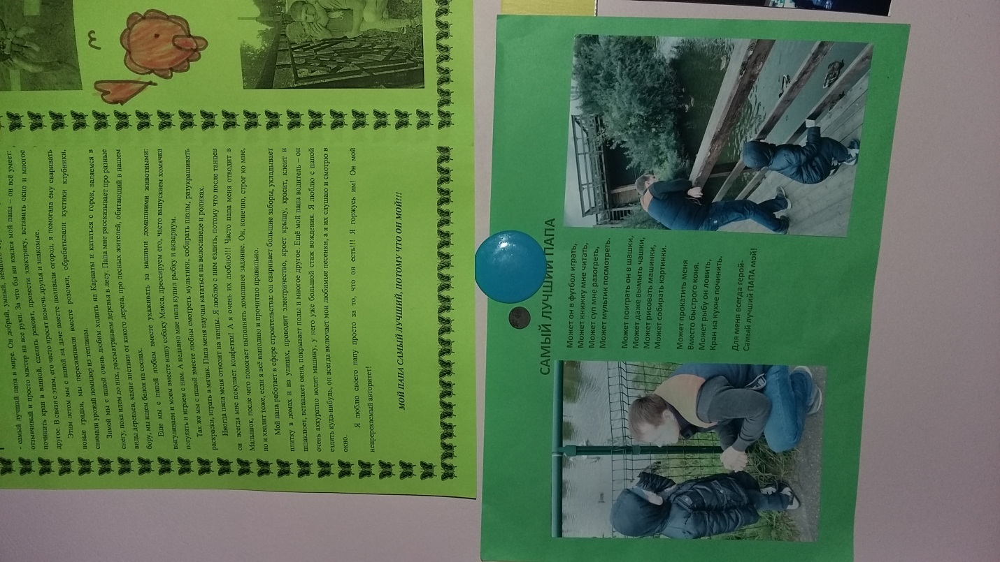 - самый лучший папа в мире. Он добрый, умный,
отзывчивый и просто мастер на все руки. За что бы ни взялся мой папа – он всё умеет:
починить кран в ванной, сделать ремонт, провести электрику, вставить окно и многое
другое. В связи с этим, его часто просят помочь друзья и знакомые.
Этим летом мы с папой на даче вместе поливали огород, я помогала ему сваривать
новые грядки, мы пересаживали вместе розочки, обрабатывали кустики клубники,
снимали урожай помидор из теплицы.
Зимой мы с папой очень любим ходить на Карпаты и кататься с горок, валяемся в
снегу, пока идем до них, рассматриваем деревья в лесу. Папа мне рассказывает про разные
виды деревьев, какие листики от какого дерева, про лесных жителей, обитающий в нашем
бору, мы ищем белок на соснах.
Еще мы с папой любим вместе ухаживать за нашими домашними животными:
выгуливаем и моем вместе нашу собаку Макса, дрессируем его, часто выпускаем хомячка
погулять и играем с ним. А недавно мне папа купил рыбку и аквариум.
Так же мы с папой вместе любим смотреть мультики, собирать пазлы, разукрашивать
раскраски, играть в мячик. Папа меня научил кататься на велосипеде и роликах.
Иногда папа меня отвозит на танцы. Я люблю с ним ездить, потому что после танцев
он всегда мне покупает конфетки! А я очень их люблю!!! Часто папа меня отводит в
Малышок, после чего помогает выполнять домашнее задание. Он, конечно, строг ко мне,
но и хвалит тоже, если я всё выполню и прочитаю правильно.
Мой папа работает в сфере строительства: он сваривает большие заборы, укладывает
плитку в домах и на улицах, проводит электричество, кроет крышу, красит, клеит и
шпаклюет, вставляет окна, покрывает полы и многое другое. Ещё мой папа водитель – он
очень аккуратно водит машину, у него уже большой стаж вождения. Я люблю с папой
ездить куда-нибудь, он всегда включает мои любимые песенки, а я их слушаю и смотрю в
окно.
Я люблю своего папу просто за то, что он есть!!! Я горжусь им! Он мой
непререкаемый авторитет!
МОЙ ПАПА САМЫЙ ЛУЧШИЙ, ПОТОМУ ЧТО ОН МОЙ!!!
САМЫЙ ЛУЧШИЙ ПАПА
Может он в футбол играть,
Может книжку мне читать,
Может суп мне разогреть,
Может мультик посмотреть.
Может поиграть он в шашки,
Может даже вымыть чашки,
Может рисовать машинки,
Может собирать картинки.
Может прокатить меня
Вместо быстрого коня.
Может рыбу он ловить,
Кран на кухне починить.
Для меня всегда герой-
Самый лучший ПАПА мой!